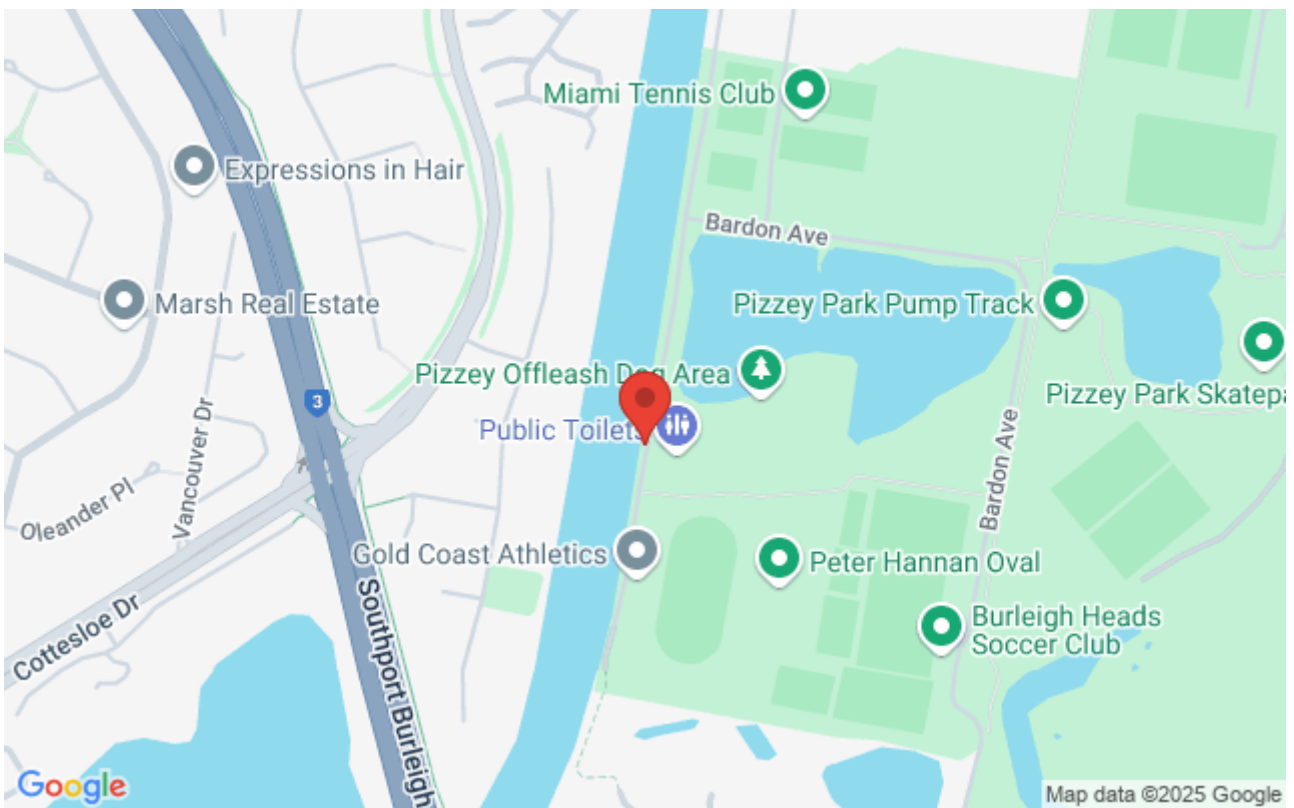 Miami Tennis Club
Expressions in Hair
Bardon Ave
Marsh Real Estate
Pizzey Park Pump Track
Pizzey Offleash Dog Area
Pizzey Park Skatepa
3
Public Toilets
Vancouver Dr
Oleander Pl
Bardon Ave
Gold Coast Athletics
Peter Hannan Oval
Cottesloe Dr
Southport Burleigh
Burleigh Heads
Soccer Club
Google
Map data ©2025 Google